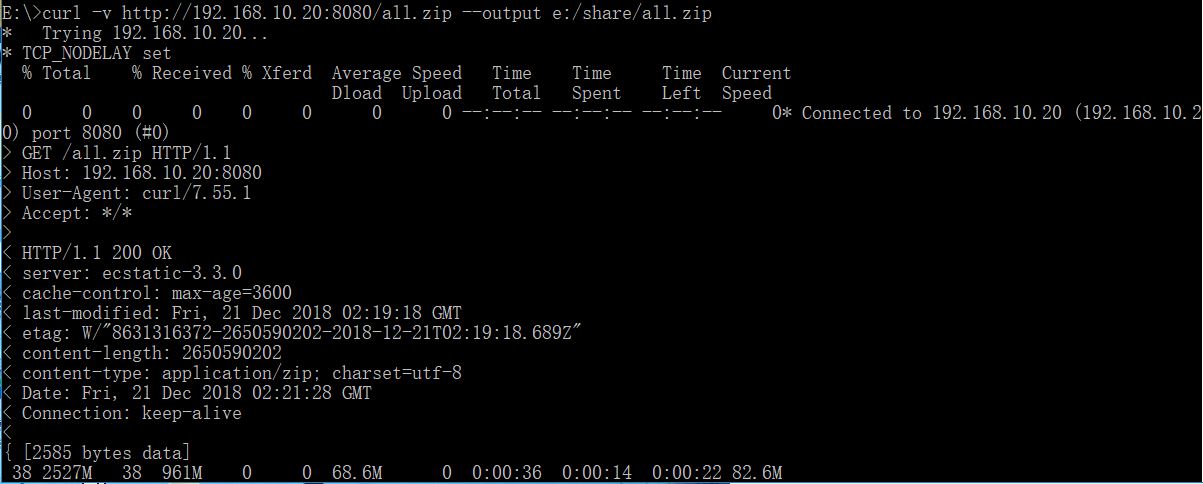 E:\>curl -v http://192.168.10.20:8080/all.zip --output e:/share/all.zip
*   Trying 192.168.10.20...
* TCP_NODELAY set
  % Total    % Received % Xferd  Average Speed   Time    Time     Time  Current
                                 Dload  Upload   Total   Spent    Left  Speed
  0     0    0     0    0     0      0      0 --:--:-- --:--:-- --:--:--     0* Connected to 192.168.10.20 (192.168.10.2
0) port 8080 (#0)
> GET /all.zip HTTP/1.1
> Host: 192.168.10.20:8080
> User-Agent: curl/7.55.1
> Accept: */*
>
< HTTP/1.1 200 OK
< server: ecstatic-3.3.0
< cache-control: max-age=3600
< last-modified: Fri, 21 Dec 2018 02:19:18 GMT
< etag: W/"8631316372-2650590202-2018-12-21T02:19:18.689Z"
< content-length: 2650590202
< content-type: application/zip; charset=utf-8
< Date: Fri, 21 Dec 2018 02:21:28 GMT
< Connection: keep-alive
<
{ [2585 bytes data]
 38 2527M   38  961M    0     0  68.6M      0  0:00:36  0:00:14  0:00:22 82.6M